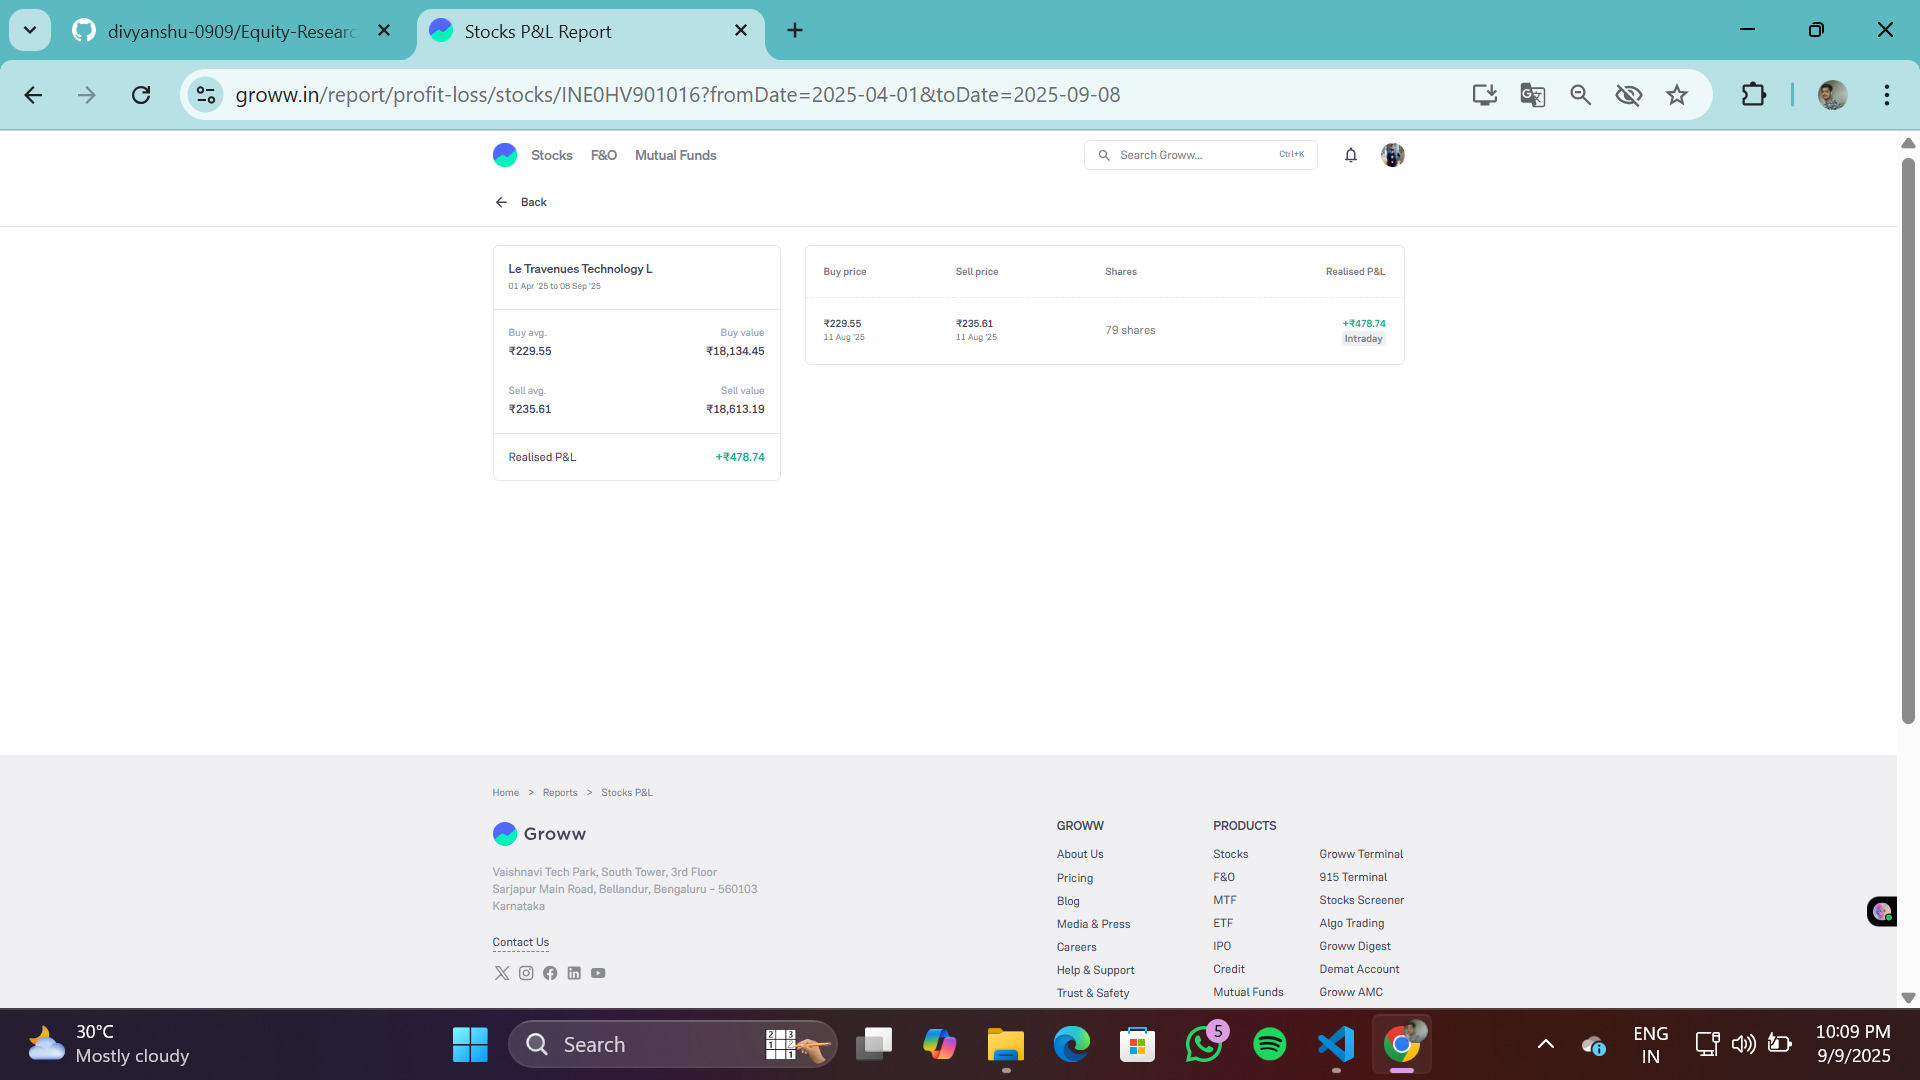 divyanshu-0909/Equity-Researc
Stocks P&L Report
groww.in/report/profit-loss/stocks/INE0HV901016?fromDate=2025-04-01&toDate=2025-09-08
Stocks F&O Mutual Funds
Search Groww... Ctrl+K
Back
Le Travenues Technology L
01 Apr '25 to 08 Sep '25
Buy avg. Buy value
₹229.55 ₹18,134.45
Sell avg. Sell value
₹235.61 ₹18,613.19
Realised P&L +₹478.74
Buy price Sell price Shares Realised P&L
₹229.55 ₹235.61 79 shares +₹478.74
11 Aug '25 11 Aug '25 Intraday
Home > Reports > Stocks P&L
Groww
Vaishnavi Tech Park, South Tower, 3rd Floor
Sarjapur Main Road, Bellandur, Bengaluru – 560103
Karnataka
Contact Us
GROWW
About Us
Pricing
Blog
Media & Press
Careers
Help & Support
Trust & Safety
PRODUCTS
Stocks Groww Terminal
F&O 915 Terminal
MTF Stocks Screener
ETF Algo Trading
IPO Groww Digest
Credit Demat Account
Mutual Funds Groww AMC
30°C
Mostly cloudy
Search
5
ENG
IN
10:09 PM
9/9/2025